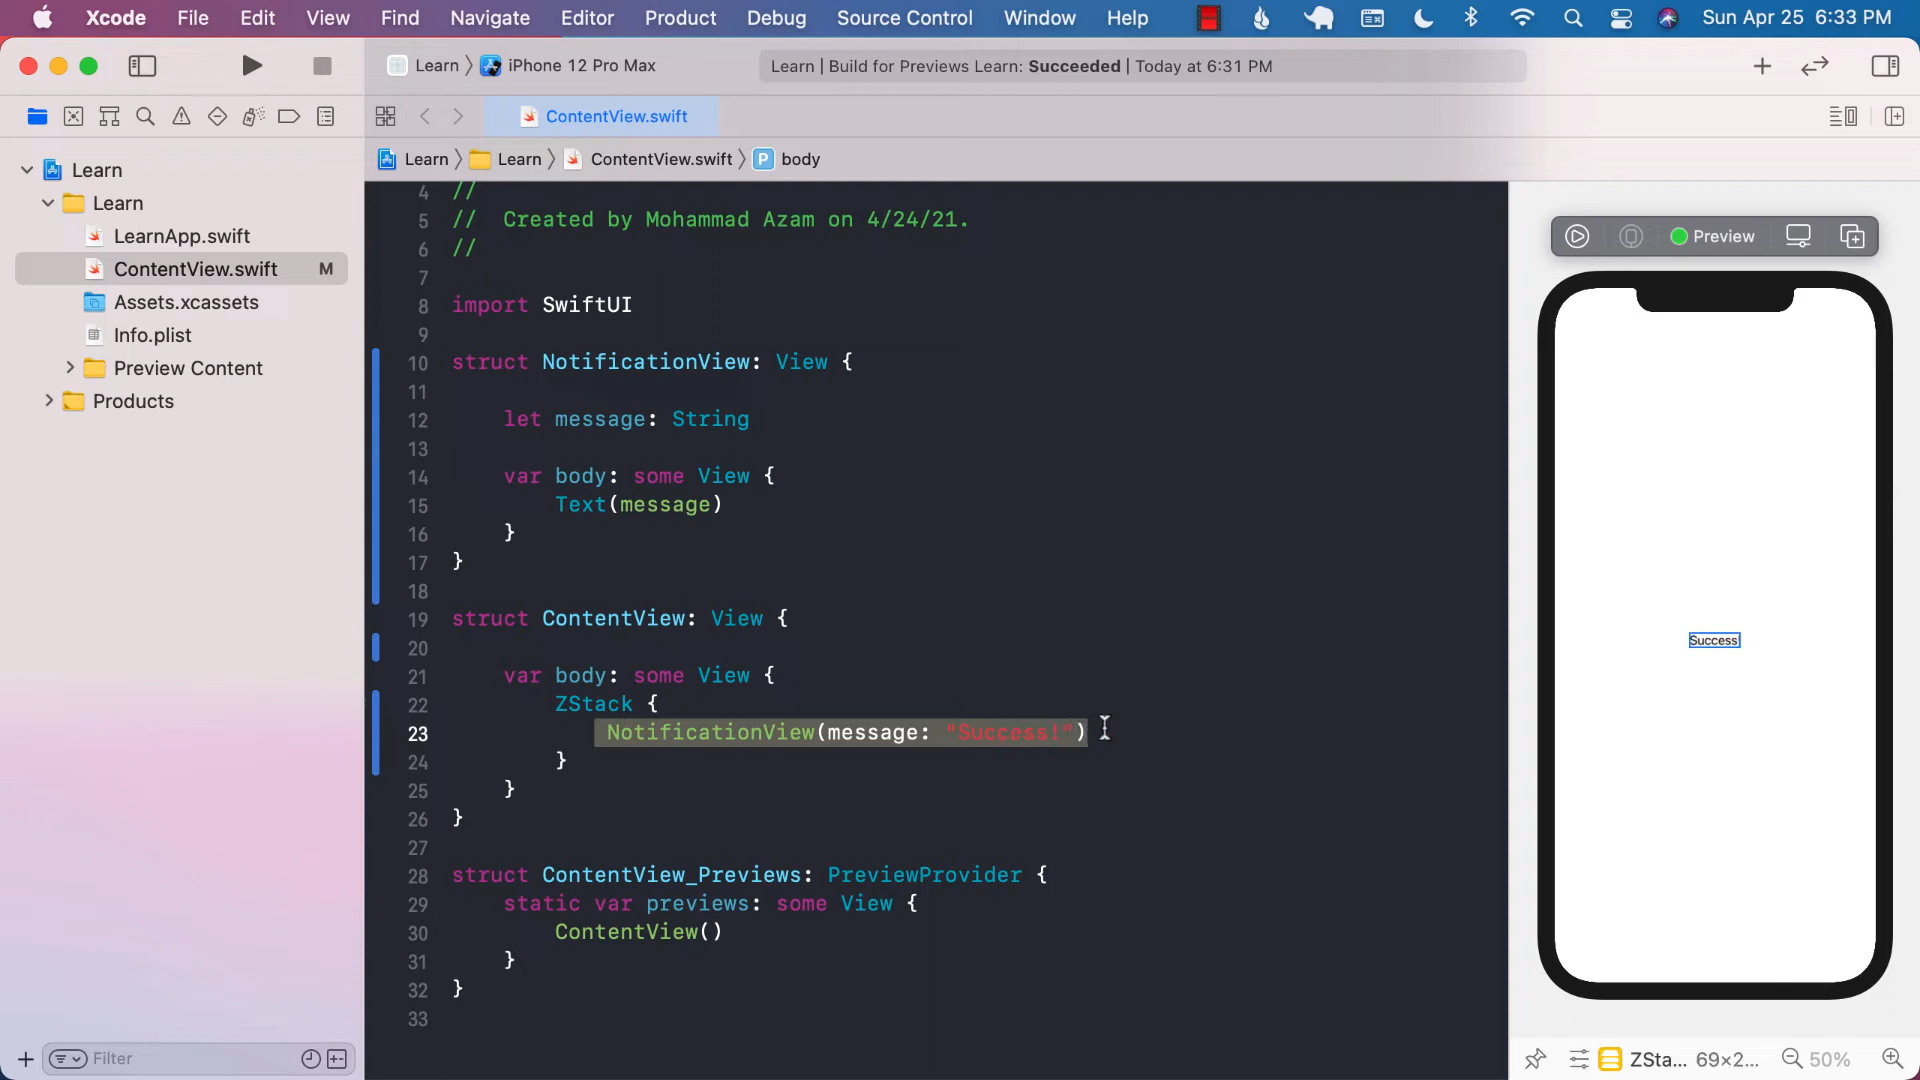 Xcode File Edit View Find Navigate Editor Product Debug Source Control Window Help Sun Apr 25 6:33 PM
Learn iPhone 12 Pro Max Learn | Build for Previews Learn: Succeeded | Today at 6:31 PM
ContentView.swift
Learn Learn ContentView.swift P body
Learn
Learn
LearnApp.swift
ContentView.swift M
Assets.xcassets
Info.plist
Preview Content
Products
Filter
4 //
5 // Created by Mohammad Azam on 4/24/21.
6 //
7
8 import SwiftUI
9
10 struct NotificationView: View {
11
12 let message: String
13
14 var body: some View {
15 Text(message)
16 }
17 }
18
19 struct ContentView: View {
20
21 var body: some View {
22 ZStack {
23 NotificationView(message: "Success!")
24 }
25 }
26 }
27
28 struct ContentView_Previews: PreviewProvider {
29 static var previews: some View {
30 ContentView()
31 }
32 }
33
Preview
Success!
ZSta... 69×2... 50%